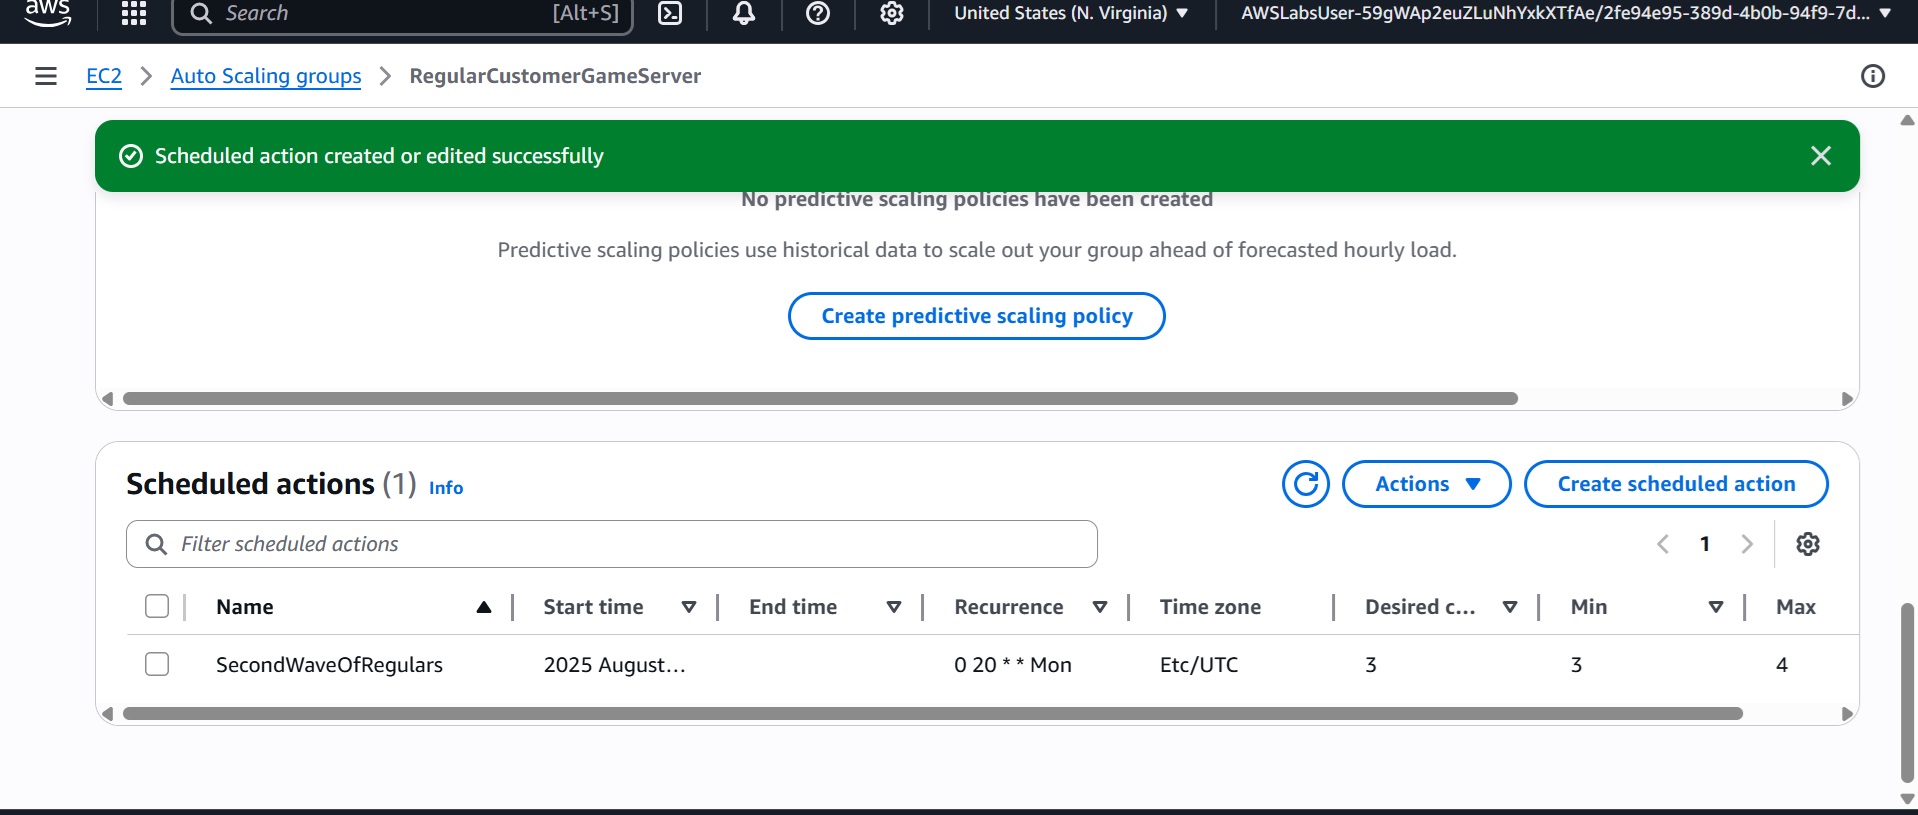 aws Search [Alt+S] United States (N. Virginia) AWSLabsUser-59gWAp2euZLuNhYxkXTfAe/2fe94e95-389d-4b0b-94f9-7d...
EC2 Auto Scaling groups RegularCustomerGameServer
Scheduled action created or edited successfully
No predictive scaling policies have been created
Predictive scaling policies use historical data to scale out your group ahead of forecasted hourly load.
Create predictive scaling policy
Scheduled actions (1) Info Actions Create scheduled action
Filter scheduled actions 1
Name Start time End time Recurrence Time zone Desired c... Min Max
SecondWaveOfRegulars 2025 August... 0 20 * * Mon Etc/UTC 3 3 4